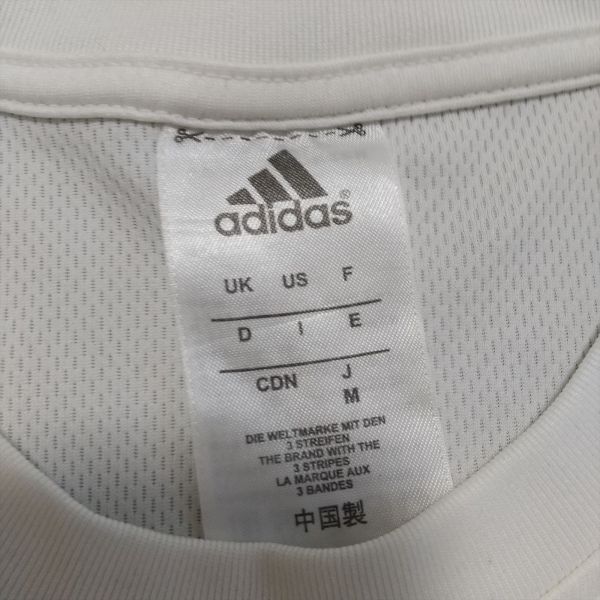 adidas®
UK US F
D I E
CDN J
M
DIE WELTMARKE MIT DEN
3 STREIFEN
THE BRAND WITH THE
3 STRIPES
LA MARQUE AUX
3 BANDES
中国製